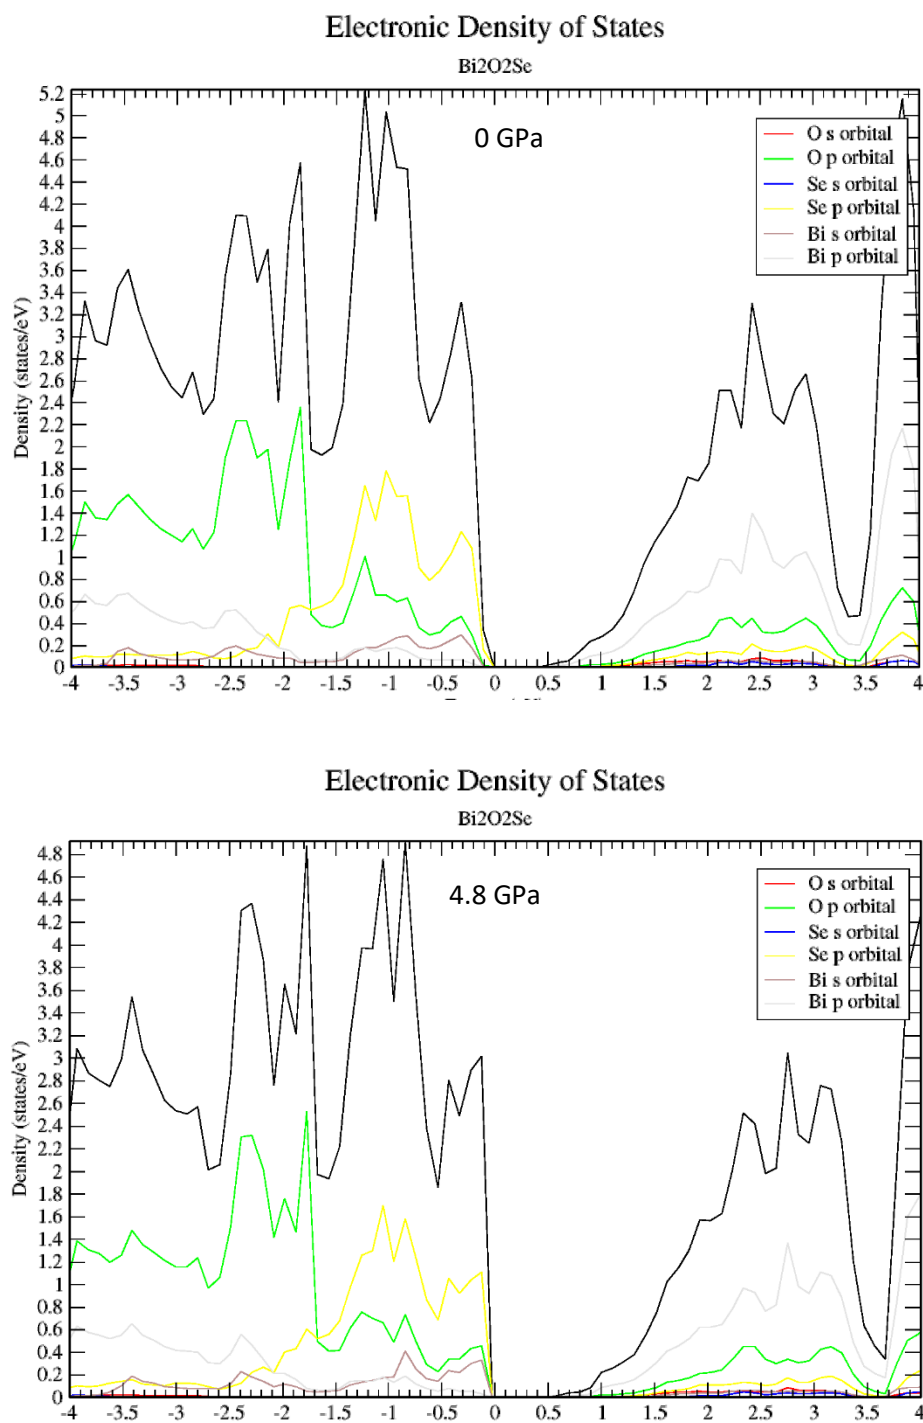 Electronic Density of States
Bi2O2Se
0 GPa
Density (states/eV)
5.2
4.8
4.4
4
3.6
3.2
2.8
2.4
2
1.6
1.2
0.8
0.4
0
5
4.6
4.2
3.8
3.4
3
2.6
2.2
1.8
1.4
1
0.6
0.2
O s orbital
O p orbital
Se s orbital
Se p orbital
Bi s orbital
Bi p orbital
-4 -3.5 -3 -2.5 -2 -1.5 -1 -0.5 0 0.5 1 1.5 2 2.5 3 3.5 4
Electronic Density of States
Bi2O2Se
4.8 GPa
Density (states/eV)
4.8
4.6
4.4
4.2
4
3.8
3.6
3.4
3.2
3
2.8
2.6
2.4
2.2
2
1.8
1.6
1.4
1.2
1
0.8
0.6
0.4
0.2
0
O s orbital
O p orbital
Se s orbital
Se p orbital
Bi s orbital
Bi p orbital
-4 -3.5 -3 -2.5 -2 -1.5 -1 -0.5 0 0.5 1 1.5 2 2.5 3 3.5 4